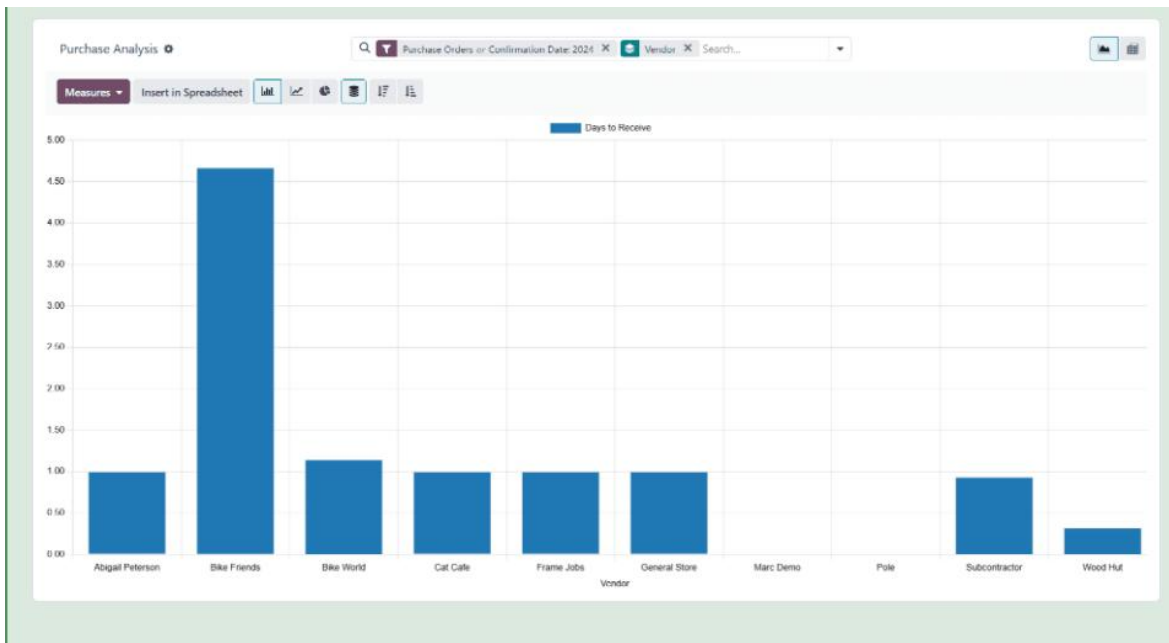 Purchase Analysis
Purchase Orders or Confirmation Date: 2024 Vendor Search...
Measures Insert in Spreadsheet
Days to Receive
5.00
4.50
4.00
3.50
3.00
2.50
2.00
1.50
1.00
0.50
0.00
Abigail Peterson Bike Friends Bike World Cat Cafe Frame Jobs General Store Marc Demo Pole Subcontractor Wood Hut
Vendor